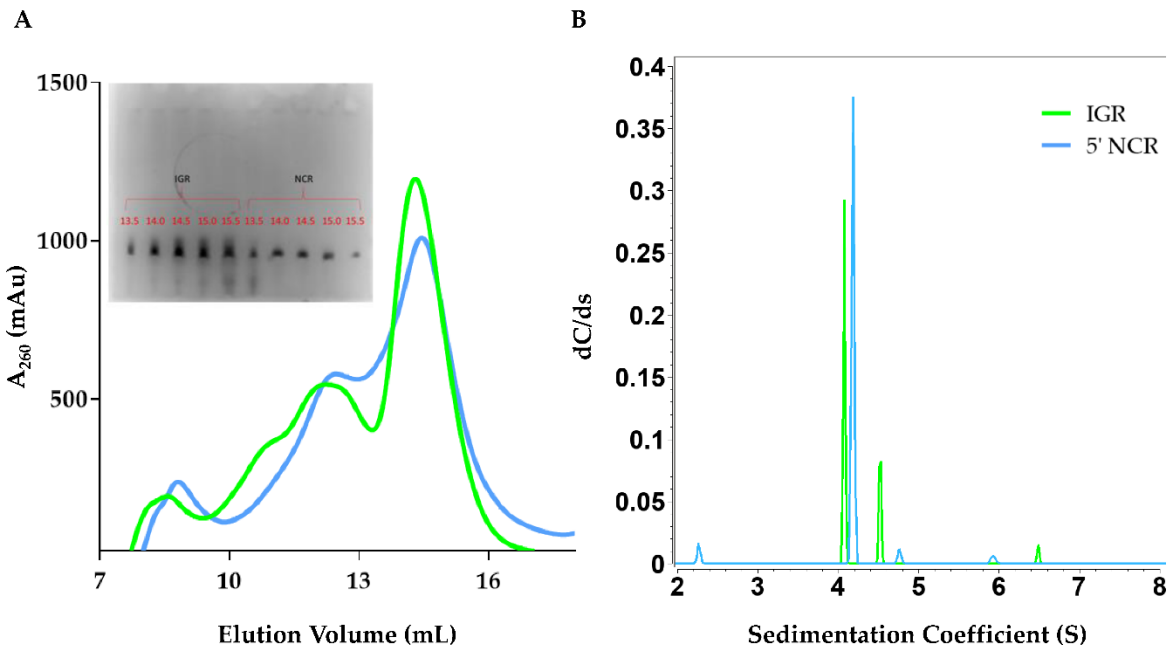 A
B
1500
1000
500
A260 (mAu)
IGR
NCR
13.5 14.0 14.5 15.0 15.5 13.5 14.0 14.5 15.0 15.5
7 10 13 16
Elution Volume (mL)
0.4
0.35
0.3
0.25
0.2
0.15
0.1
0.05
0
dC/ds
IGR
5' NCR
2 3 4 5 6 7 8
Sedimentation Coefficient (S)